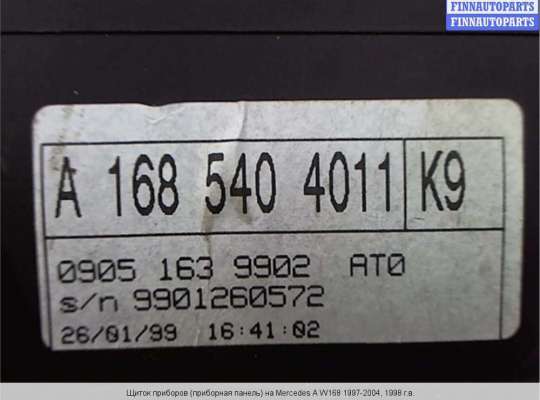 FINNAUTOPARTS
FINNAUTOPARTS
A 168 540 4011 K9
0905 163 9902 AT0
s/n 9901260572
26/01/99 16:41:02
Щиток приборов (приборная панель) на Mercedes A W168 1997-2004, 1998 г.в.